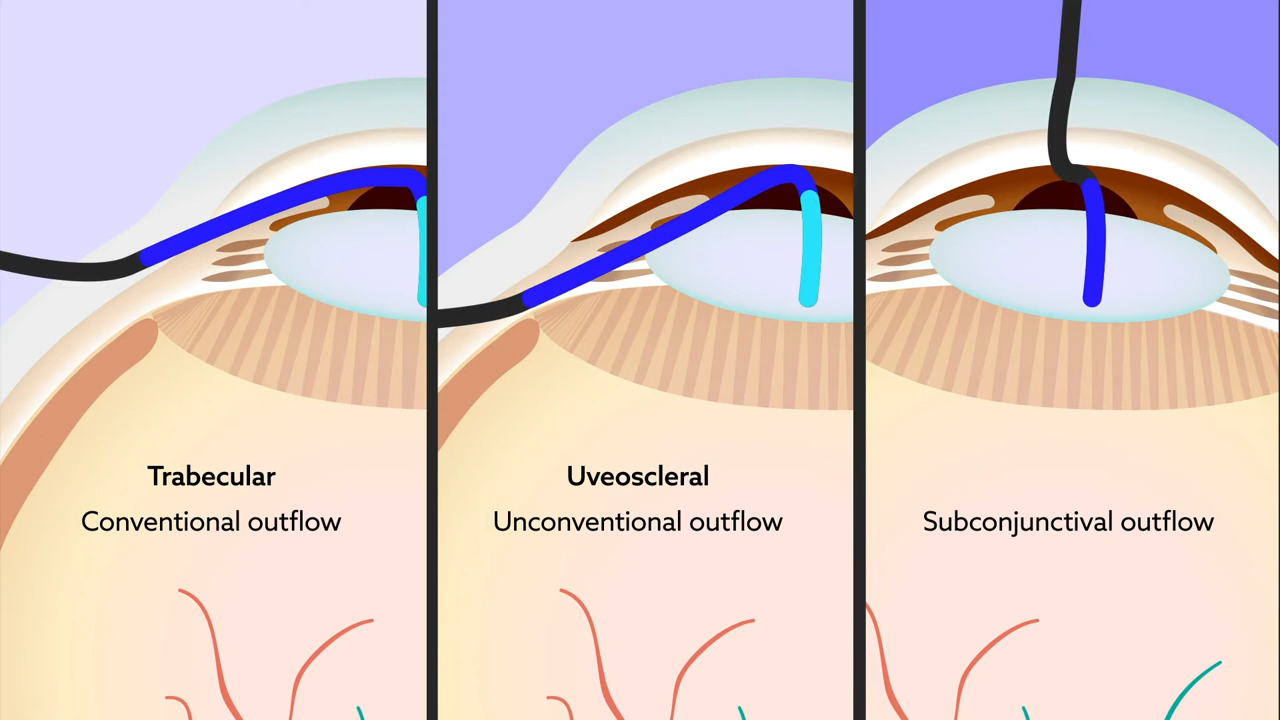 Trabecular
Conventional outflow
Uveoscleral
Unconventional outflow
Subconjunctival outflow